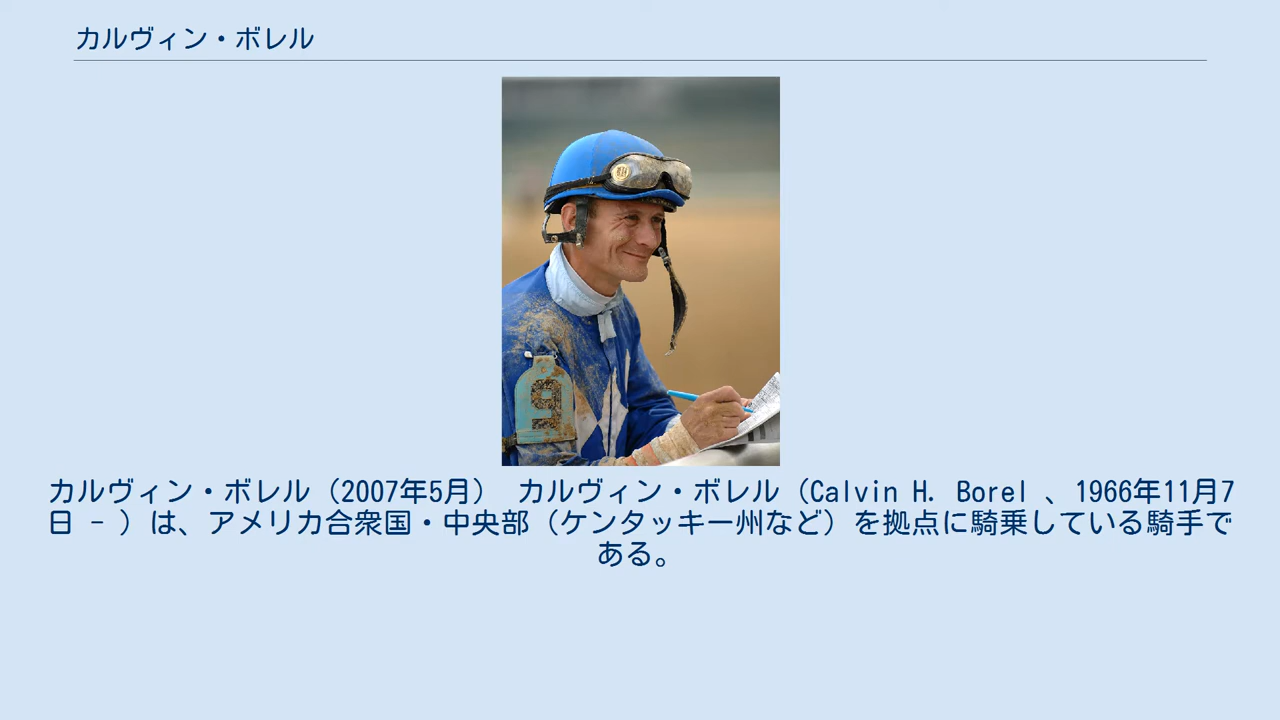 カルヴィン・ボレル
9
カルヴィン・ボレル（2007年5月） カルヴィン・ボレル（Calvin H. Borel 、1966年11月7
日 - ）は、アメリカ合衆国・中央部（ケンタッキー州など）を拠点に騎乗している騎手で
ある。